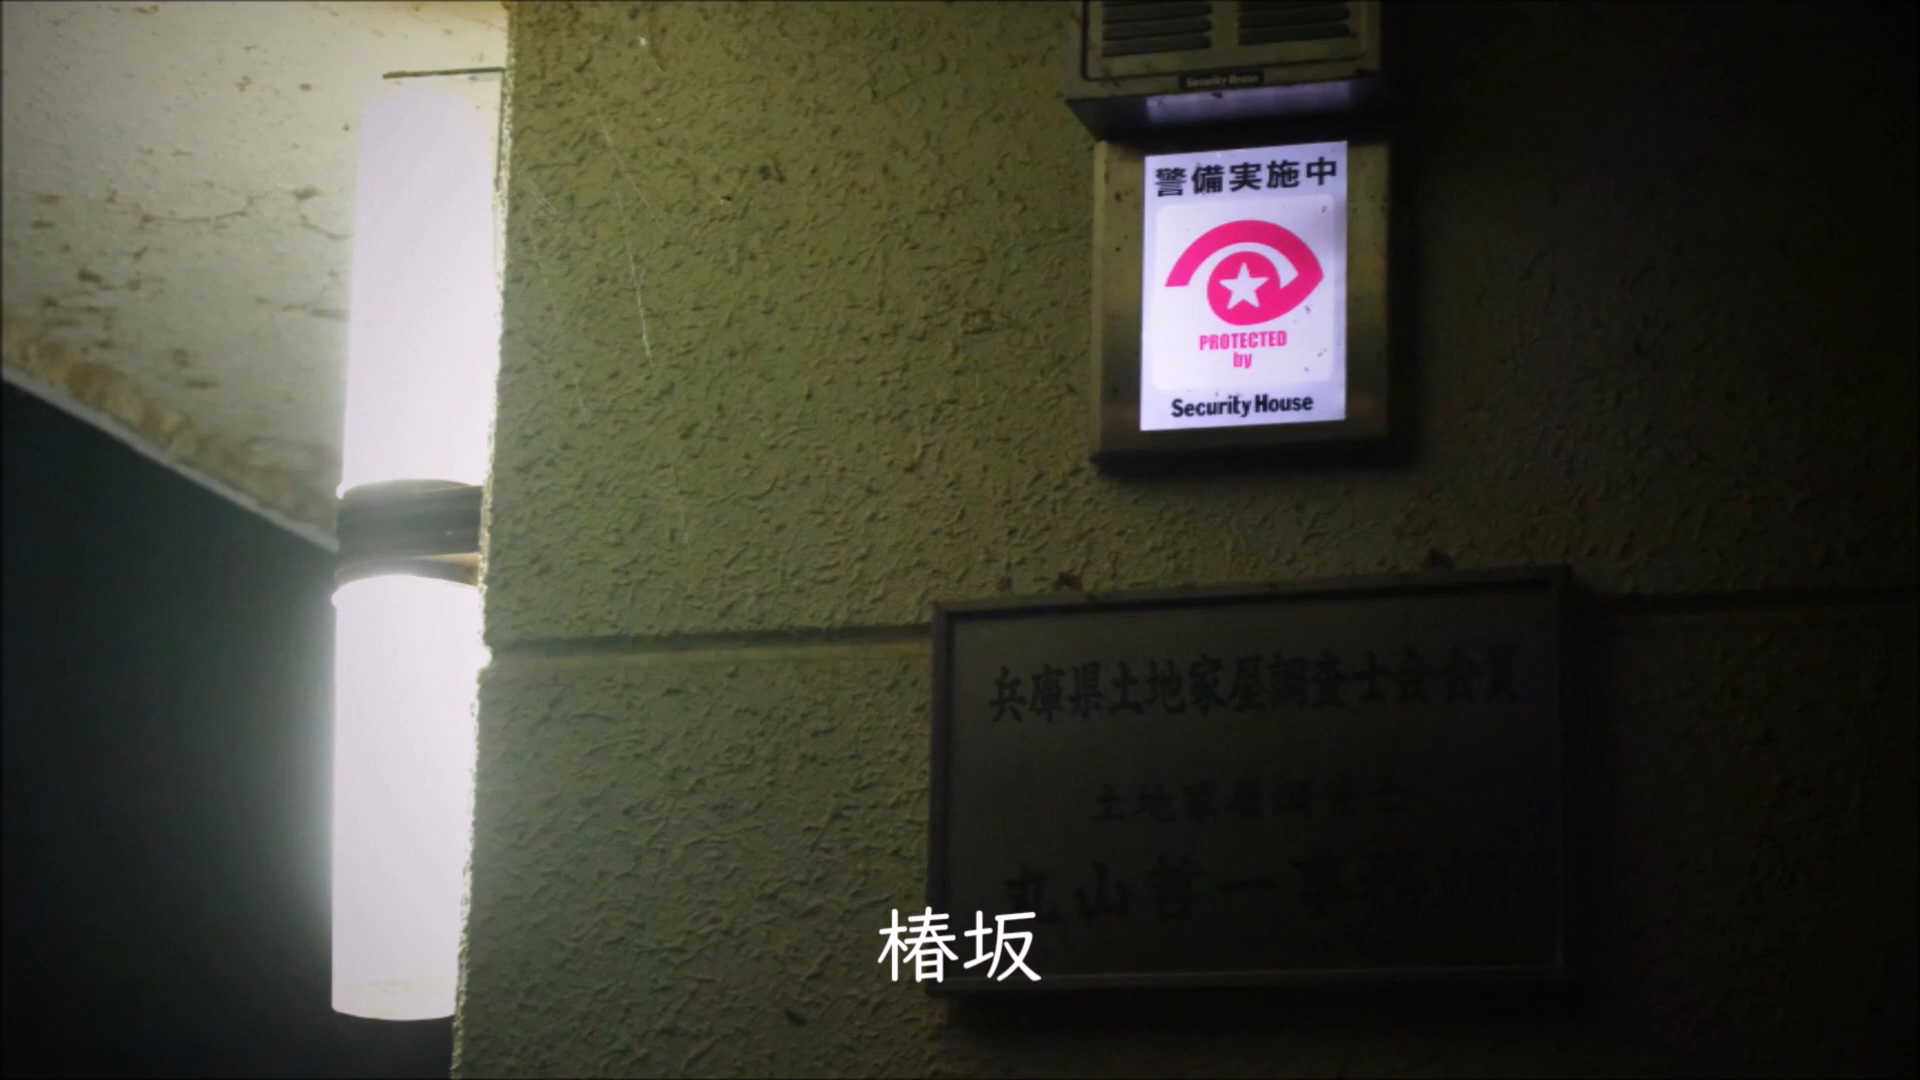 Security House
警備実施中
PROTECTED
by
Security House
兵庫県土地家屋調査士会会員
土地家屋調査士
丸山哲一事務所
椿坂